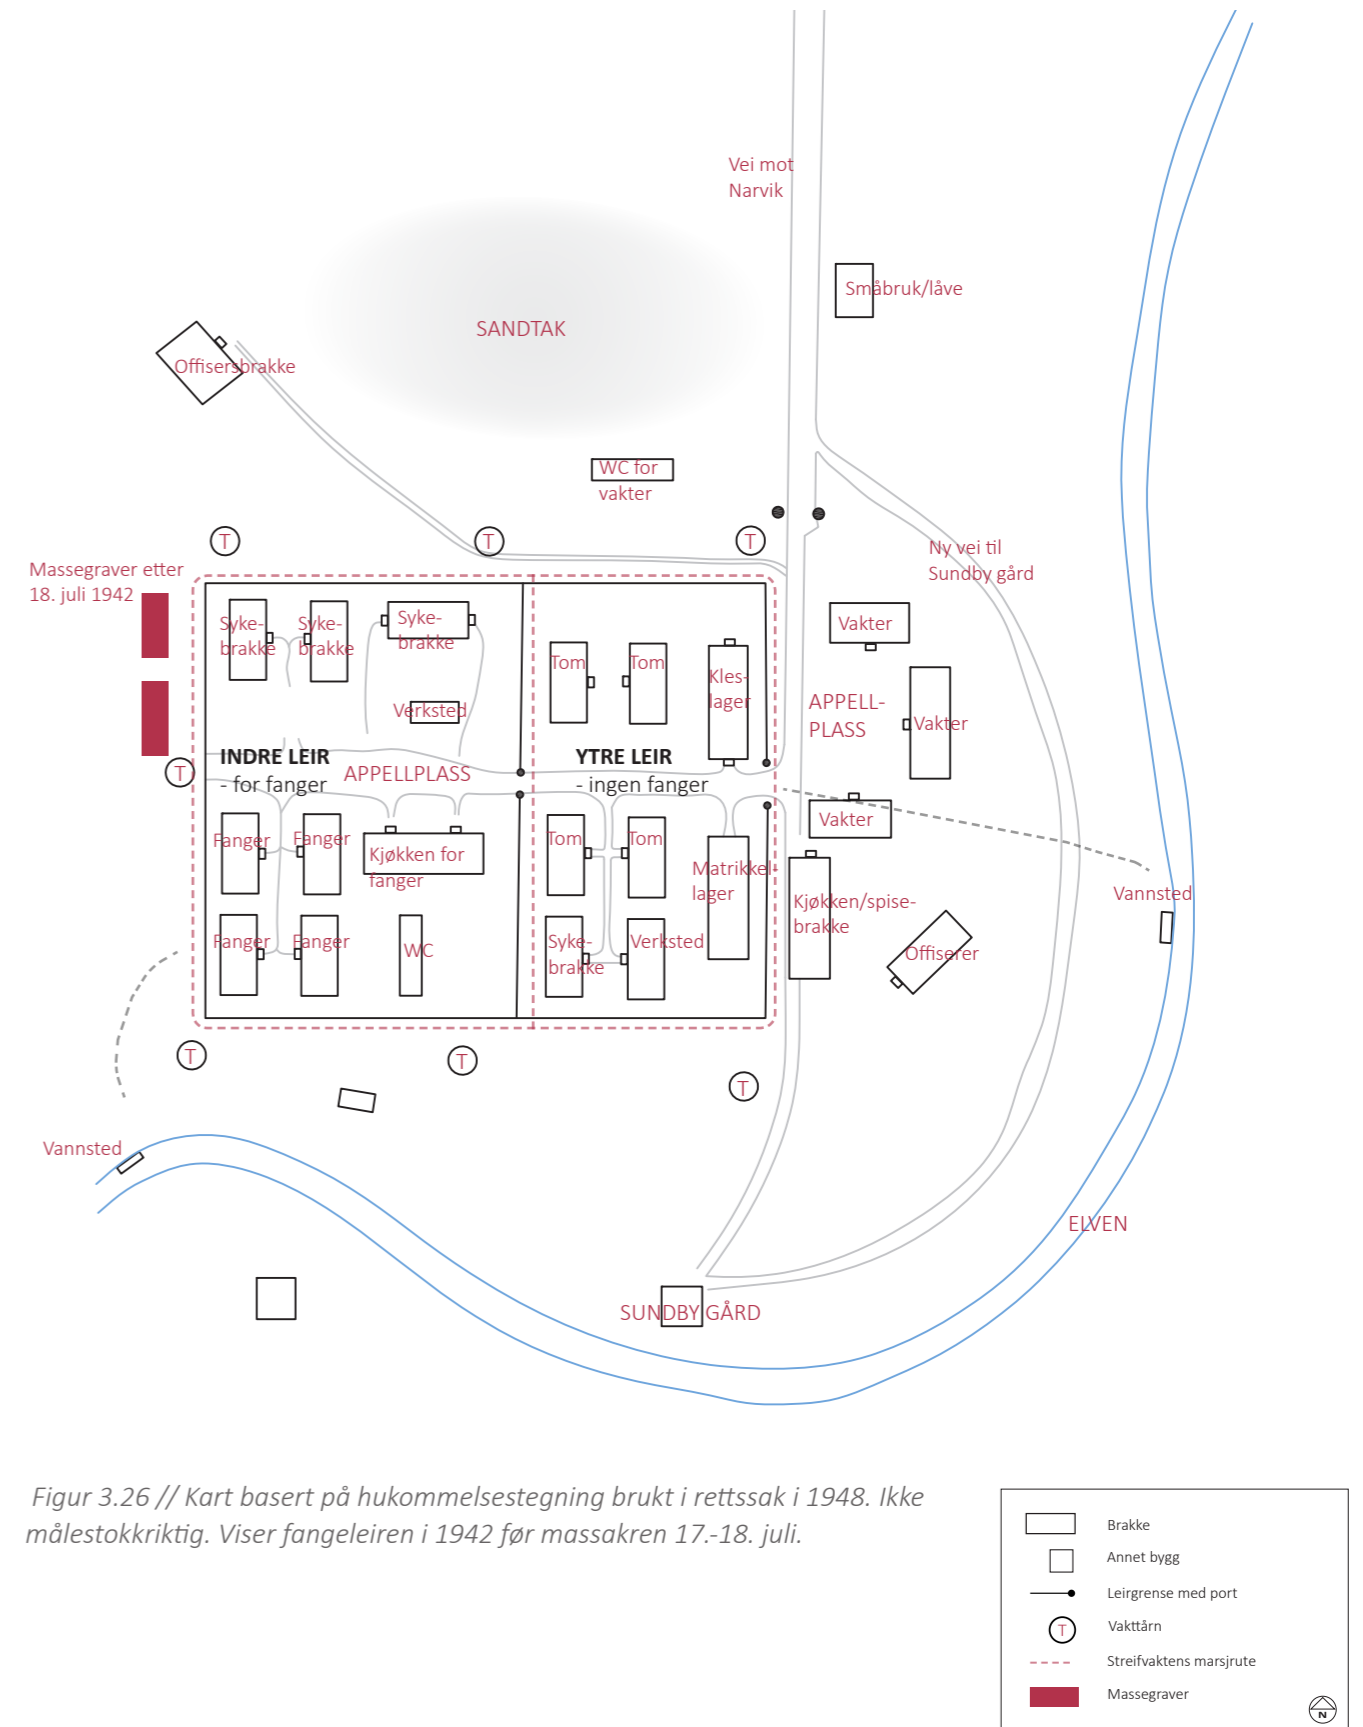 Vei mot
Narvik
Småbruk/låve
SANDTAK
Offisersbrakke
WC for
vakter
T
T
T
Ny vei til
Sundby gård
Massegraver etter
18. juli 1942
Syke-
brakke
Syke-
brakke
Syke-
brakke
Verksted
Tom
Tom
Kles-
lager
Vakter
APPELL-
PLASS
Vakter
T
INDRE LEIR
- for fanger
APPELLPLASS
YTRE LEIR
- ingen fanger
Vakter
Fanger
Fanger
Kjøkken for
fanger
Tom
Tom
Matrikkel-
lager
Kjøkken/spise-
brakke
Vannsted
Fanger
Fanger
WC
Syke-
brakke
Verksted
Offiserer
T
T
T
Vannsted
ELVEN
SUNDBY GÅRD
Figur 3.26 // Kart basert på hukommelsestegning brukt i rettssak i 1948. Ikke
målestokkriktig. Viser fangeleiren i 1942 før massakren 17.-18. juli.
Brakke
Annet bygg
Leirgrense med port
T Vakttårn
Streifvaktens marsjrute
Massegraver
N